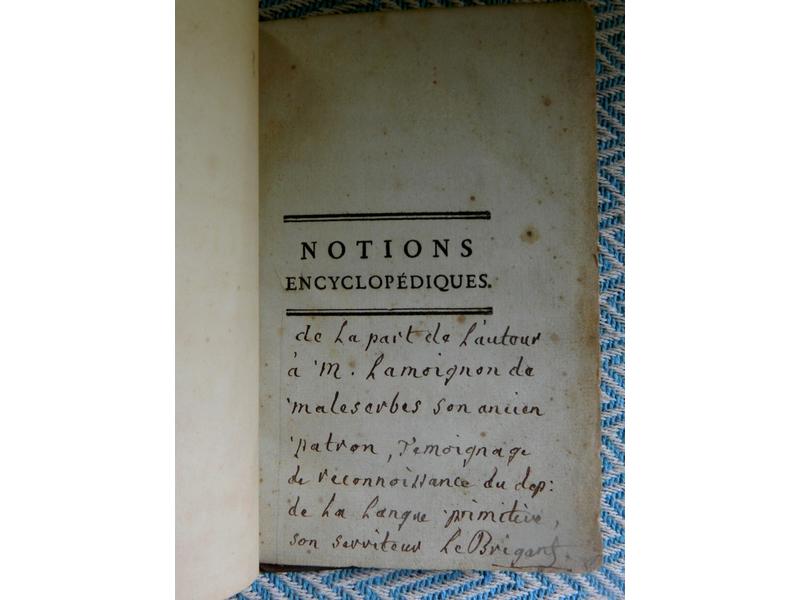 NOTIONS
ENCYCLOPÉDIQUES.
de la part de l'auteur
à M. Lamoignon de
maleserbes son ancien
patron, Temoignage
de reconnoissance du dep:
de la langue primitive,
son serviteur Le Brigant.